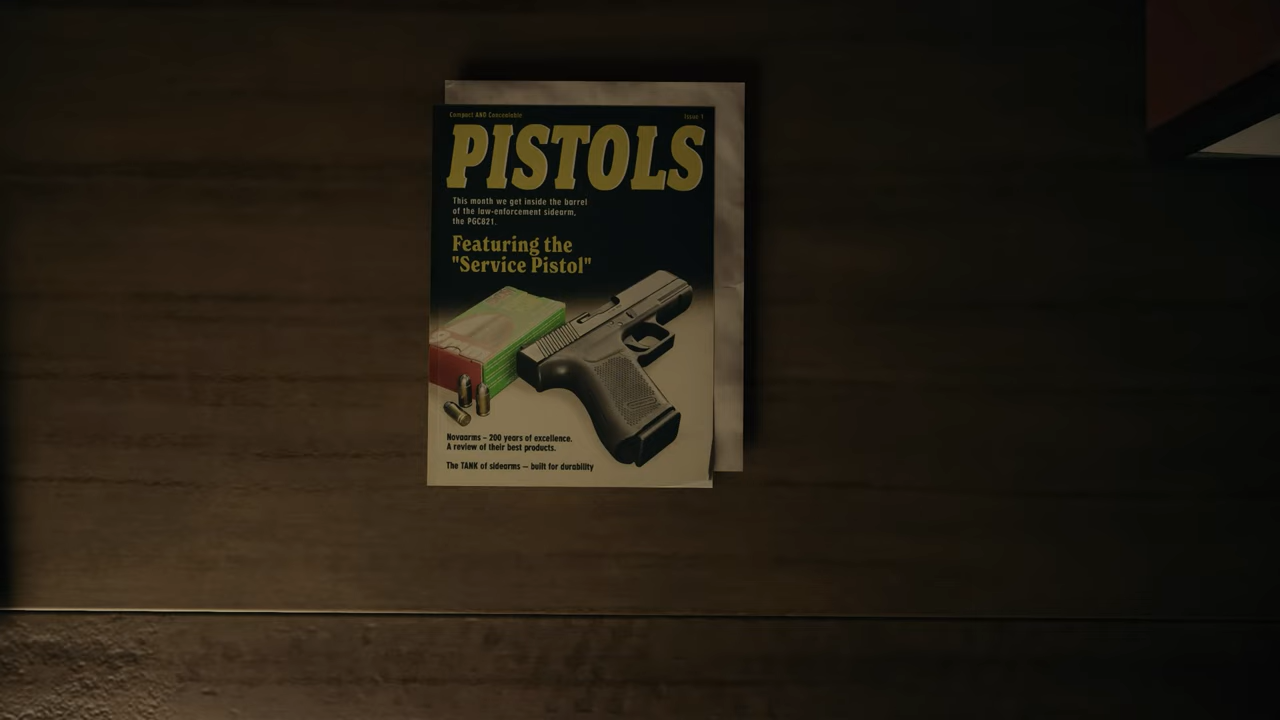 Compact AND Concealable
Issue 1
PISTOLS
This month we get inside the barrel
of the law-enforcement sidearm,
the PGC821.
Featuring the
"Service Pistol"
Novaarms – 200 years of excellence.
A review of their best products.
The TANK of sidearms – built for durability